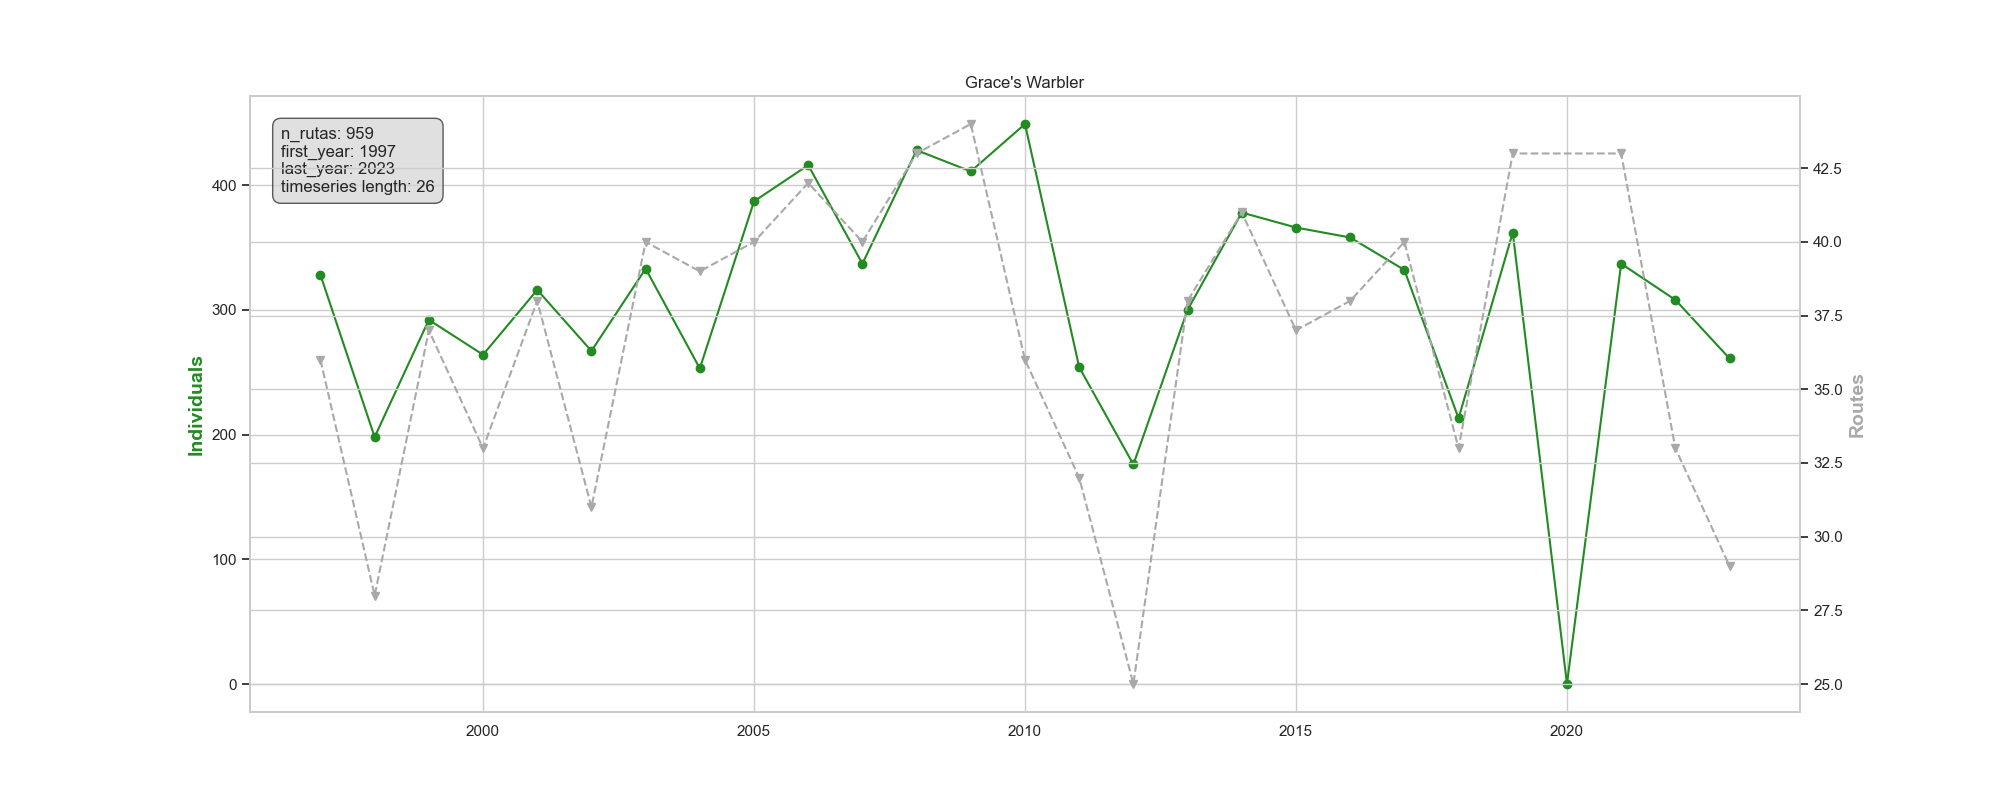 Grace's Warbler
n_rutas: 959
first_year: 1997
last_year: 2023
timeseries length: 26
400
300
200
100
0
Individuals
42.5
40.0
37.5
35.0
32.5
30.0
27.5
25.0
Routes
2000
2005
2010
2015
2020